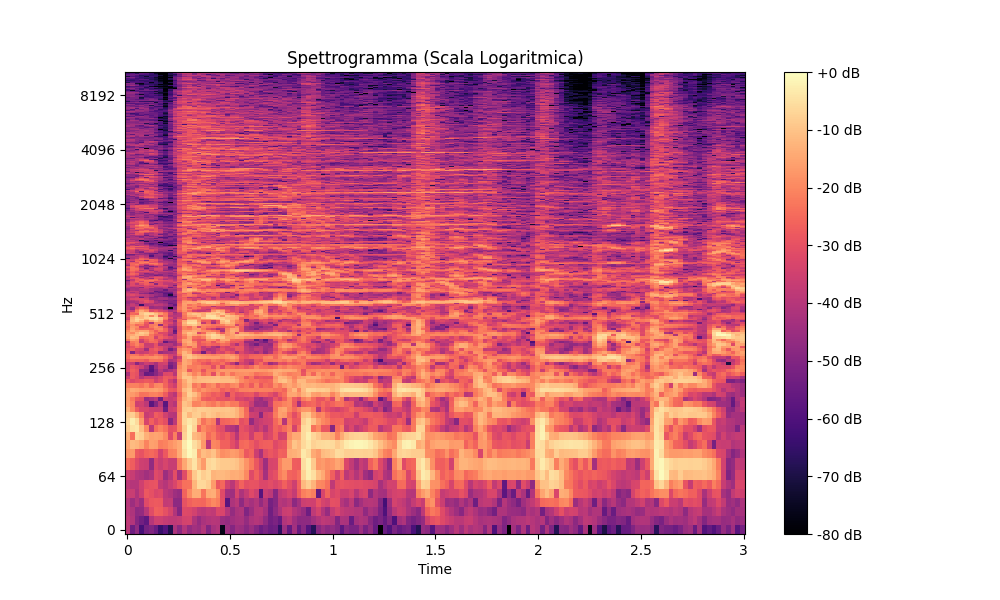 Spettrogramma (Scala Logaritmica)
8192
4096
2048
1024
512
256
128
64
0
Hz
0
0.5
1
1.5
2
2.5
3
Time
+0 dB
-10 dB
-20 dB
-30 dB
-40 dB
-50 dB
-60 dB
-70 dB
-80 dB